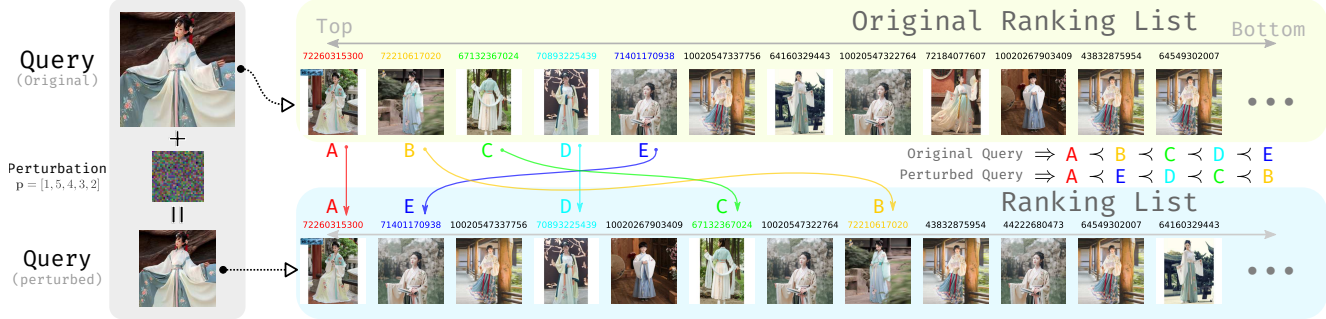 Original Ranking List
Top
Bottom
Query
(Original)
72260315300 72210617020 67132367024 70893225439 71401170938 10020547337756 64160329443 10020547322764 72184077607 10020267903409 43832875954 64549302007
+
Perturbation
p = [1, 5, 4, 3, 2]
=
A B C D E
Original Query ⇒ A ≺ B ≺ C ≺ D ≺ E
Perturbed Query ⇒ A ≺ E ≺ D ≺ C ≺ B
Ranking List
A E D C B
72260315300 71401170938 10020547337756 70893225439 10020267903409 67132367024 10020547322764 72210617020 43832875954 44222680473 64549302007 64160329443
Query
(perturbed)